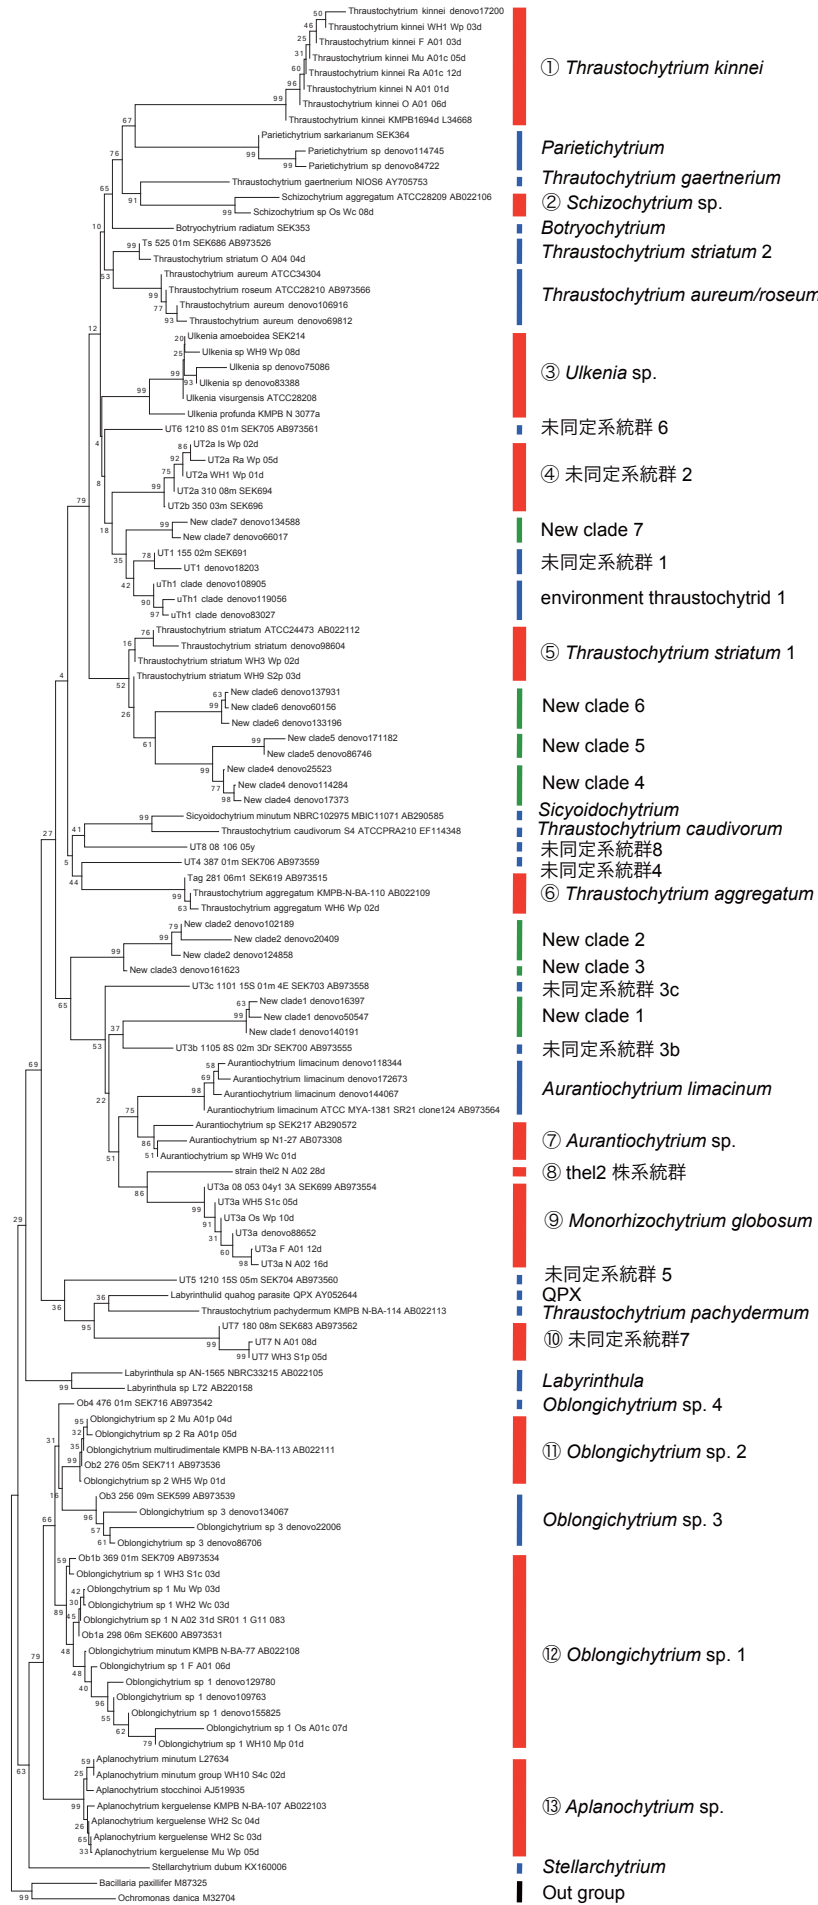 Thraustochytrium kinnei denovo17200
Thraustochytrium kinnei WH1 Wp 03d
Thraustochytrium kinnei F A01 03d
Thraustochytrium kinnei Mu A01c 05d
Thraustochytrium kinnei Ra A01c 12d
Thraustochytrium kinnei N A01 01d
Thraustochytrium kinnei O A01 06d
Thraustochytrium kinnei KMPB1694d L34668
① Thraustochytrium kinnei
Parietichytrium sarkarianum SEK364
Parietichytrium sp denovo114745
Parietichytrium sp denovo84722
Parietichytrium
Thraustochytrium gaertnerium NIOS6 AY705753
Thrautochytrium gaertnerium
Schizochytrium aggregatum ATCC28209 AB022106
Schizochytrium sp Os Wc 08d
② Schizochytrium sp.
Botryochytrium radiatum SEK353
Botryochytrium
Ts 525 01m SEK686 AB973526
Thraustochytrium striatum O A04 04d
Thraustochytrium striatum 2
Thraustochytrium aureum ATCC34304
Thraustochytrium roseum ATCC28210 AB973566
Thraustochytrium aureum denovo106916
Thraustochytrium aureum denovo69812
Thraustochytrium aureum/roseum
Ulkenia amoeboidea SEK214
Ulkenia sp WH9 Wp 08d
Ulkenia sp denovo75086
Ulkenia sp denovo83388
Ulkenia visurgensis ATCC28208
Ulkenia profunda KMPB N 3077a
③ Ulkenia sp.
UT6 1210 8S 01m SEK705 AB973561
未同定系統群 6
UT2a Is Wp 02d
UT2a Ra Wp 05d
UT2a WH1 Wp 01d
UT2a 310 08m SEK694
UT2b 350 03m SEK696
④ 未同定系統群 2
New clade7 denovo134588
New clade7 denovo66017
New clade 7
UT1 155 02m SEK691
UT1 denovo18203
未同定系統群 1
uTh1 clade denovo108905
uTh1 clade denovo119056
uTh1 clade denovo83027
environment thraustochytrid 1
Thraustochytrium striatum ATCC24473 AB022112
Thraustochytrium striatum denovo98604
Thraustochytrium striatum WH3 Wp 02d
Thraustochytrium striatum WH9 S2p 03d
⑤ Thraustochytrium striatum 1
New clade6 denovo137931
New clade6 denovo60156
New clade6 denovo133196
New clade 6
New clade5 denovo171182
New clade5 denovo86746
New clade 5
New clade4 denovo25523
New clade4 denovo114284
New clade4 denovo17373
New clade 4
Sicyoidochytrium minutum NBRC102975 MBIC11071 AB290585
Sicyoidochytrium
Thraustochytrium caudivorum S4 ATCCPRA210 EF114348
Thraustochytrium caudivorum
UT8 08 106 05y
未同定系統群8
UT4 387 01m SEK706 AB973559
未同定系統群4
Tag 281 06m1 SEK619 AB973515
Thraustochytrium aggregatum KMPB-N-BA-110 AB022109
Thraustochytrium aggregatum WH6 Wp 02d
⑥ Thraustochytrium aggregatum
New clade2 denovo102189
New clade2 denovo20409
New clade2 denovo124858
New clade 2
New clade3 denovo161623
New clade 3
UT3c 1101 15S 01m 4E SEK703 AB973558
未同定系統群 3c
New clade1 denovo16397
New clade1 denovo50547
New clade1 denovo140191
New clade 1
UT3b 1105 8S 02m 3Dr SEK700 AB973555
未同定系統群 3b
Aurantiochytrium limacinum denovo118344
Aurantiochytrium limacinum denovo172673
Aurantiochytrium limacinum denovo144067
Aurantiochytrium limacinum ATCC MYA-1381 SR21 clone124 AB973564
Aurantiochytrium limacinum
Aurantiochytrium sp SEK217 AB290572
Aurantiochytrium sp N1-27 AB073308
Aurantiochytrium sp WH9 Wc 01d
⑦ Aurantiochytrium sp.
strain thel2 N A02 28d
⑧ thel2 株系統群
UT3a 08 053 04y1 3A SEK699 AB973554
UT3a WH5 S1c 05d
UT3a Os Wp 10d
UT3a denovo88652
UT3a F A01 12d
UT3a N A02 16d
⑨ Monorhizochytrium globosum
UT5 1210 15S 05m SEK704 AB973560
未同定系統群 5
Labyrinthulid quahog parasite QPX AY052644
QPX
Thraustochytrium pachydermum KMPB N-BA-114 AB022113
Thraustochytrium pachydermum
UT7 180 08m SEK683 AB973562
UT7 N A01 08d
UT7 WH3 S1p 05d
⑩ 未同定系統群7
Labyrinthula sp AN-1565 NBRC33215 AB022105
Labyrinthula sp L72 AB220158
Labyrinthula
Ob4 476 01m SEK716 AB973542
Oblongichytrium sp. 4
Oblongichytrium sp 2 Mu A01p 04d
Oblongichytrium sp 2 Ra A01p 05d
Oblongichytrium multirudimentale KMPB N-BA-113 AB022111
Ob2 276 05m SEK711 AB973536
Oblongichytrium sp 2 WH5 Wp 01d
⑪ Oblongichytrium sp. 2
Ob3 256 09m SEK599 AB973539
Oblongichytrium sp 3 denovo134067
Oblongichytrium sp 3 denovo22006
Oblongichytrium sp 3 denovo86706
Oblongichytrium sp. 3
Ob1b 369 01m SEK709 AB973534
Oblongichytrium sp 1 WH3 S1c 03d
Oblongchytrium sp 1 Mu Wp 03d
Oblongichytrium sp 1 WH2 Wc 03d
Oblongichytrium sp 1 N A02 31d SR01 1 G11 083
Ob1a 298 06m SEK600 AB973531
Oblongichytrium minutum KMPB N-BA-77 AB022108
Oblongichytrium sp 1 F A01 06d
Oblongichytrium sp 1 denovo129780
Oblongichytrium sp 1 denovo109763
Oblongichytrium sp 1 denovo155825
Oblongichytrium sp 1 Os A01c 07d
Oblongichytrium sp 1 WH10 Mp 01d
⑫ Oblongichytrium sp. 1
Aplanochytrium minutum L27634
Aplanochytrium minutum group WH10 S4c 02d
Aplanochytrium stocchinoi AJ519935
Aplanochytrium kerguelense KMPB N-BA-107 AB022103
Aplanochytrium kerguelense WH2 Sc 04d
Aplanochytrium kerguelense WH2 Sc 03d
Aplanochytrium kerguelense Mu Wp 05d
⑬ Aplanochytrium sp.
Stellarchytrium dubum KX160006
Stellarchytrium
Bacillaria paxillifer M87325
Ochromonas danica M32704
Out group